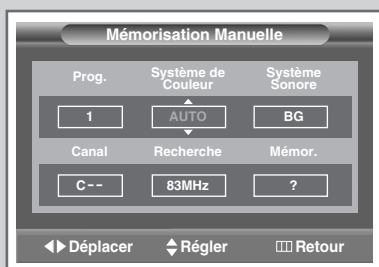 Mémorisation Manuelle
Prog. Système de Couleur Système Sonore
1 AUTO BG
Canal Recherche Mémor.
C-- 83MHz ?
Déplacer Régler Retour